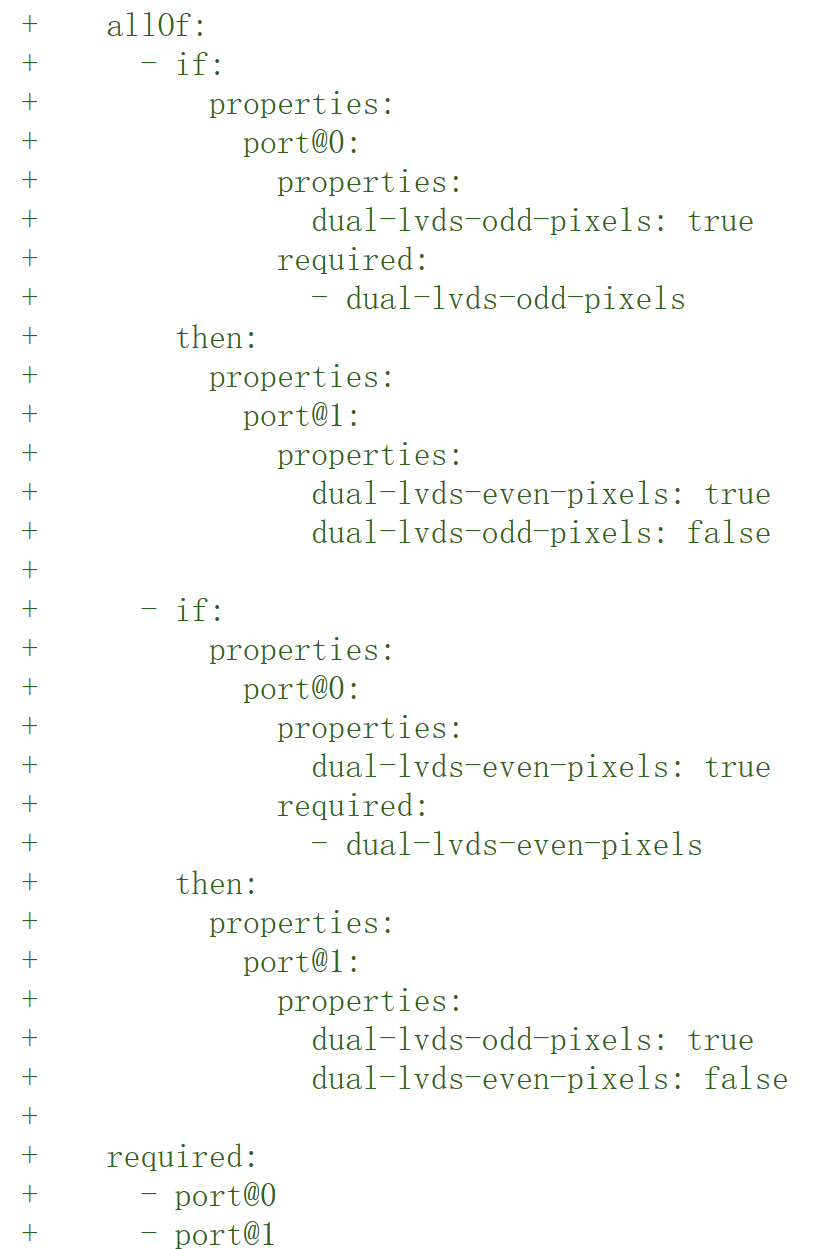 +    allOf:
+      - if:
+          properties:
+            port@0:
+              properties:
+                dual-lvds-odd-pixels: true
+              required:
+                - dual-lvds-odd-pixels
+        then:
+          properties:
+            port@1:
+              properties:
+                dual-lvds-even-pixels: true
+                dual-lvds-odd-pixels: false
+
+      - if:
+          properties:
+            port@0:
+              properties:
+                dual-lvds-even-pixels: true
+              required:
+                - dual-lvds-even-pixels
+        then:
+          properties:
+            port@1:
+              properties:
+                dual-lvds-odd-pixels: true
+                dual-lvds-even-pixels: false
+
+    required:
+      - port@0
+      - port@1